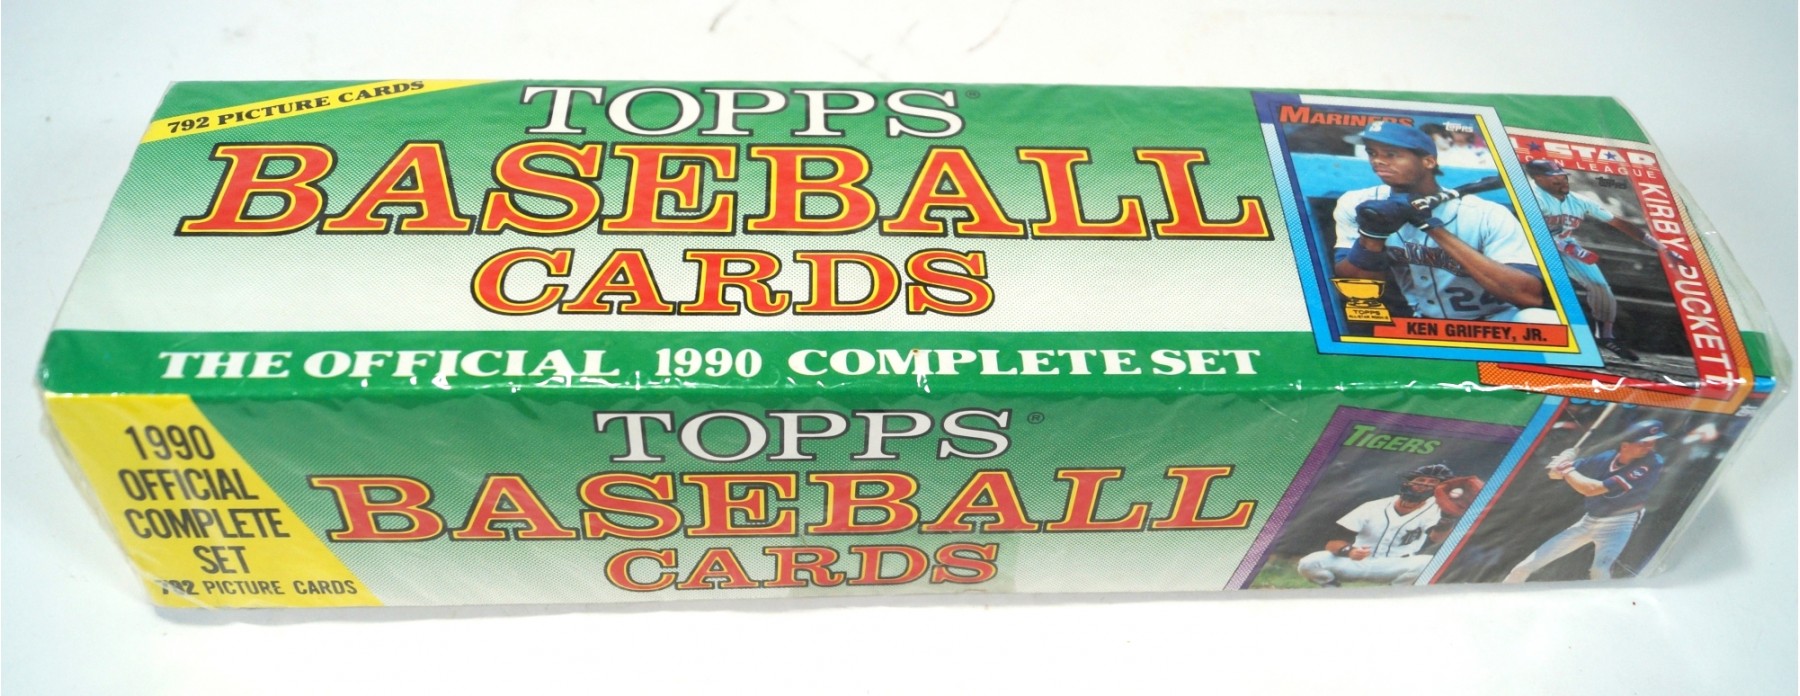 792 PICTURE CARDS
TOPPS®
BASEBALL
CARDS
THE OFFICIAL 1990 COMPLETE SET
MARINERS
TOPPS
TOPPS
KEN GRIFFEY, JR.
STAR
LEAGUE
KIRBY PUCKETT
1990
OFFICIAL
COMPLETE
SET
792 PICTURE CARDS
TOPPS®
BASEBALL
CARDS
TIGERS